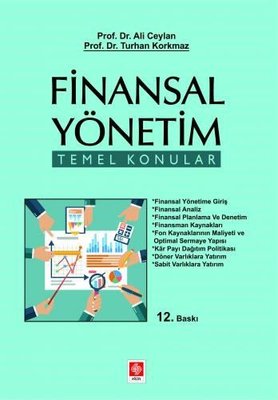 Prof. Dr. Ali Ceylan
Prof. Dr. Turhan Korkmaz
FİNANSAL
YÖNETİM
TEMEL KONULAR
*Finansal Yönetime Giriş
*Finansal Analiz
*Finansal Planlama Ve Denetim
*Finansman Kaynakları
*Fon Kaynaklarının Maliyeti ve
Optimal Sermaye Yapısı
*Kâr Payı Dağıtım Politikası
*Döner Varlıklara Yatırım
*Sabit Varlıklara Yatırım
12. Baskı
ekin